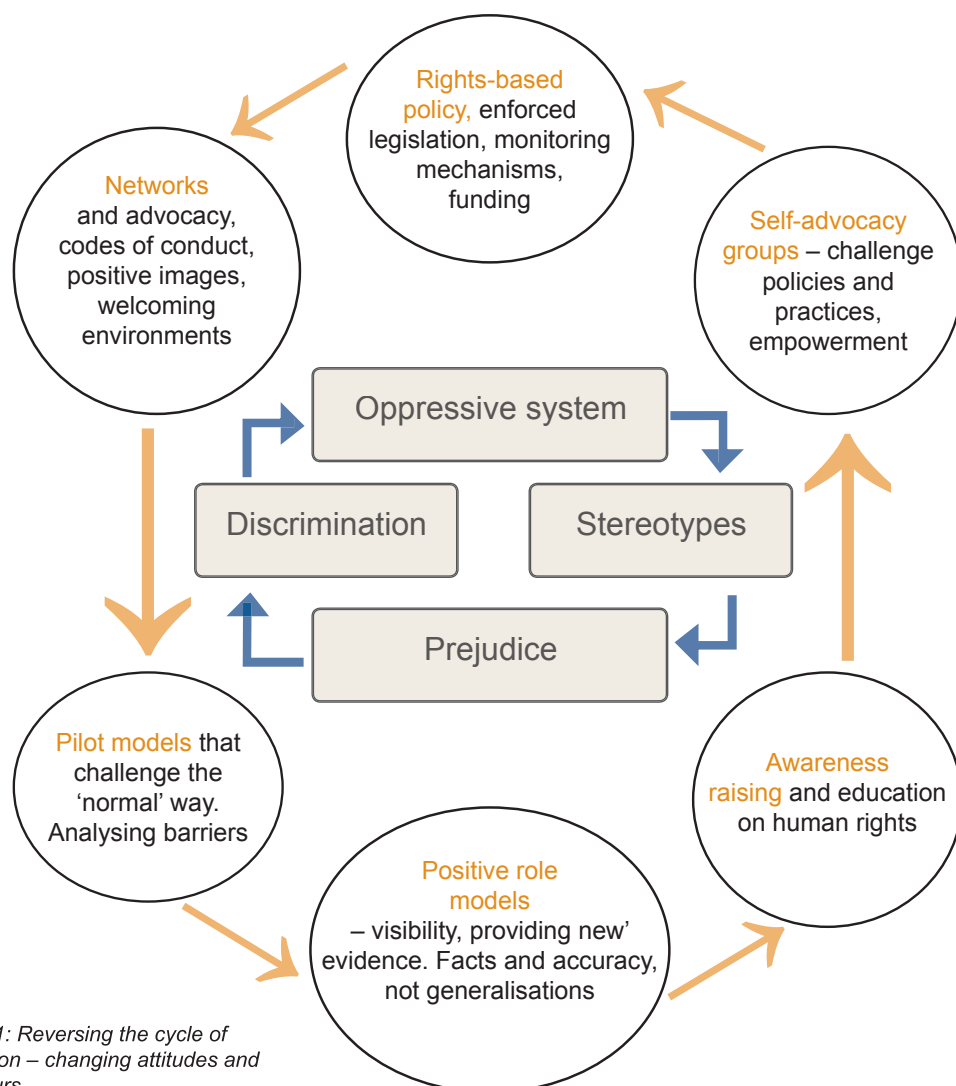 Rights-based
policy, enforced
legislation, monitoring
mechanisms,
funding
Networks
and advocacy,
codes of conduct,
positive images,
welcoming
environments
Self-advocacy
groups – challenge
policies and
practices,
empowerment
Oppressive system
Discrimination
Stereotypes
Prejudice
Pilot models that
challenge the
‘normal’ way.
Analysing barriers
Awareness
raising and education
on human rights
Positive role
models
– visibility, providing new’
evidence. Facts and accuracy,
not generalisations
1: Reversing the cycle of
on – changing attitudes and